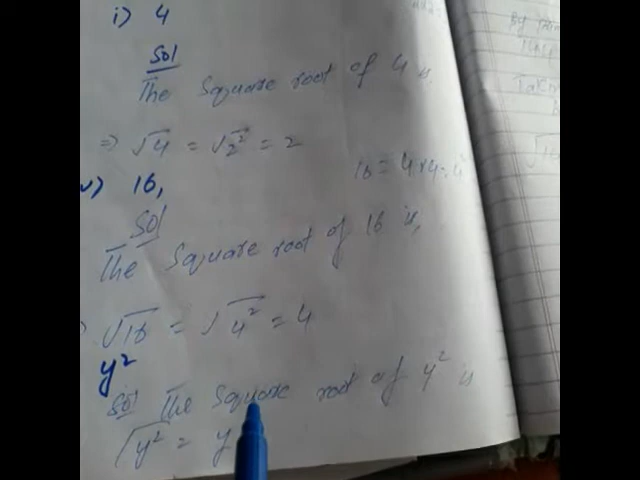 i) 4
Sol
The Square root of 4 is
=> √4 = √2² = 2
16 = 4×4 = 4²
16,
Sol
The Square root of 16 is,
√16 = √4² = 4
y²
Sol The Square root of y² is
√y² = y